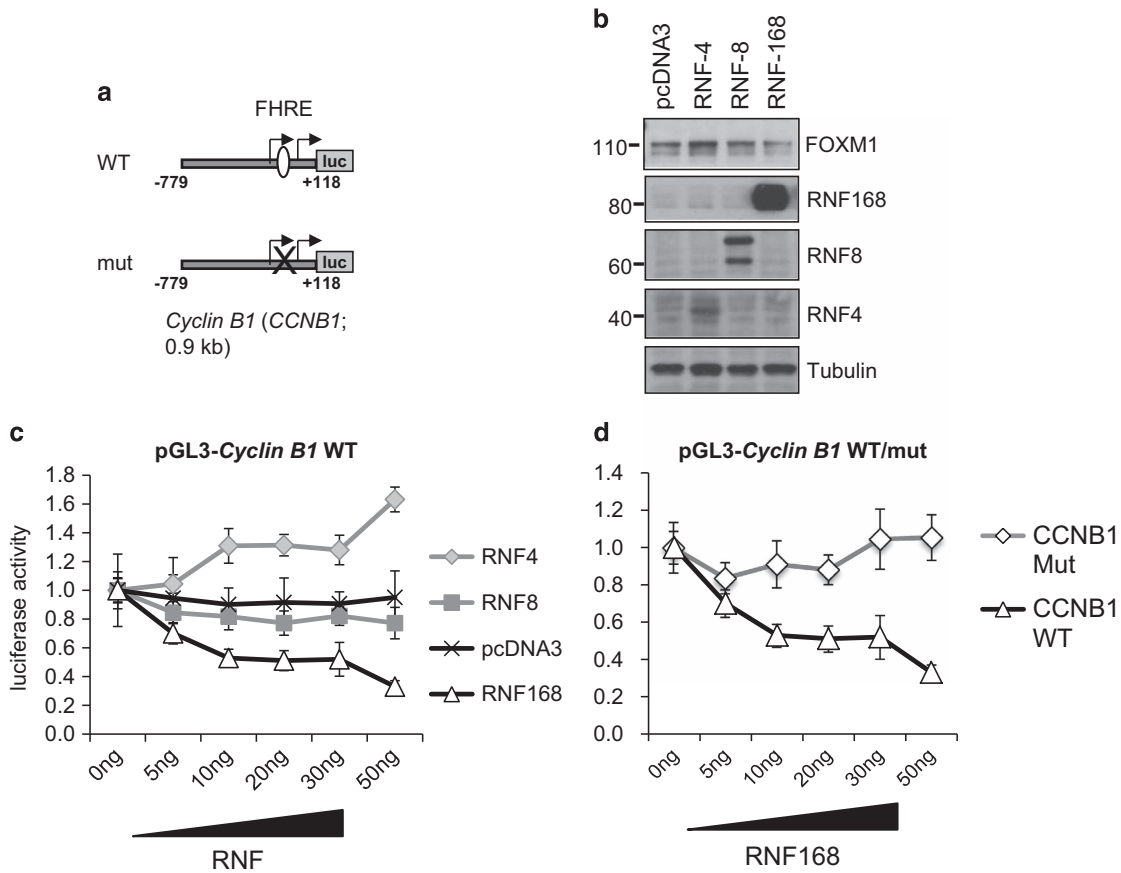 a
FHRE
WT
luc
-779
+118
mut
luc
-779
+118
Cyclin B1 (CCNB1;
0.9 kb)
b
pcDNA3
RNF-4
RNF-8
RNF-168
110
FOXM1
80
RNF168
60
RNF8
40
RNF4
Tubulin
c
pGL3-Cyclin B1 WT
luciferase activity
1.8
1.6
1.4
1.2
1.0
0.8
0.6
0.4
0.2
0.0
0ng
5ng
10ng
20ng
30ng
50ng
RNF
RNF4
RNF8
pcDNA3
RNF168
d
pGL3-Cyclin B1 WT/mut
1.4
1.2
1.0
0.8
0.6
0.4
0.2
0.0
0ng
5ng
10ng
20ng
30ng
50ng
RNF168
CCNB1
Mut
CCNB1
WT